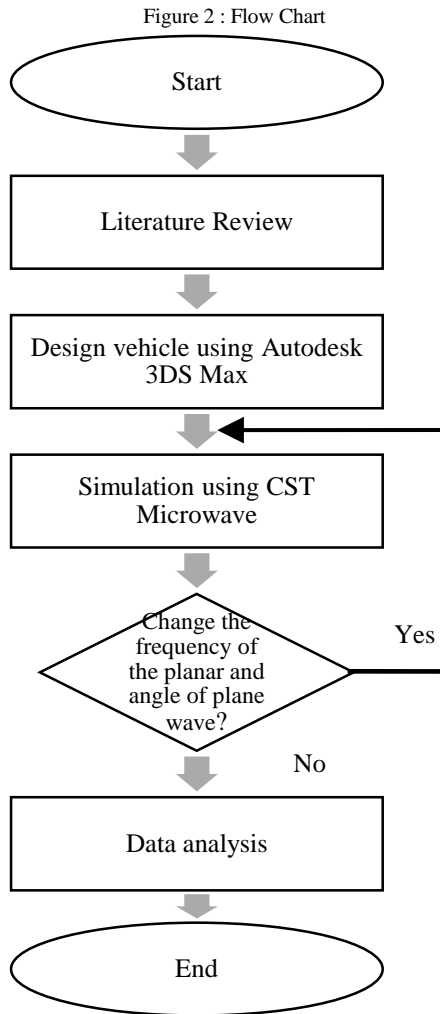 Figure 2 : Flow Chart
Start
Literature Review
Design vehicle using Autodesk
3DS Max
Simulation using CST
Microwave
Change the
frequency of
the planar and
angle of plane
wave?
Yes
No
Data analysis
End